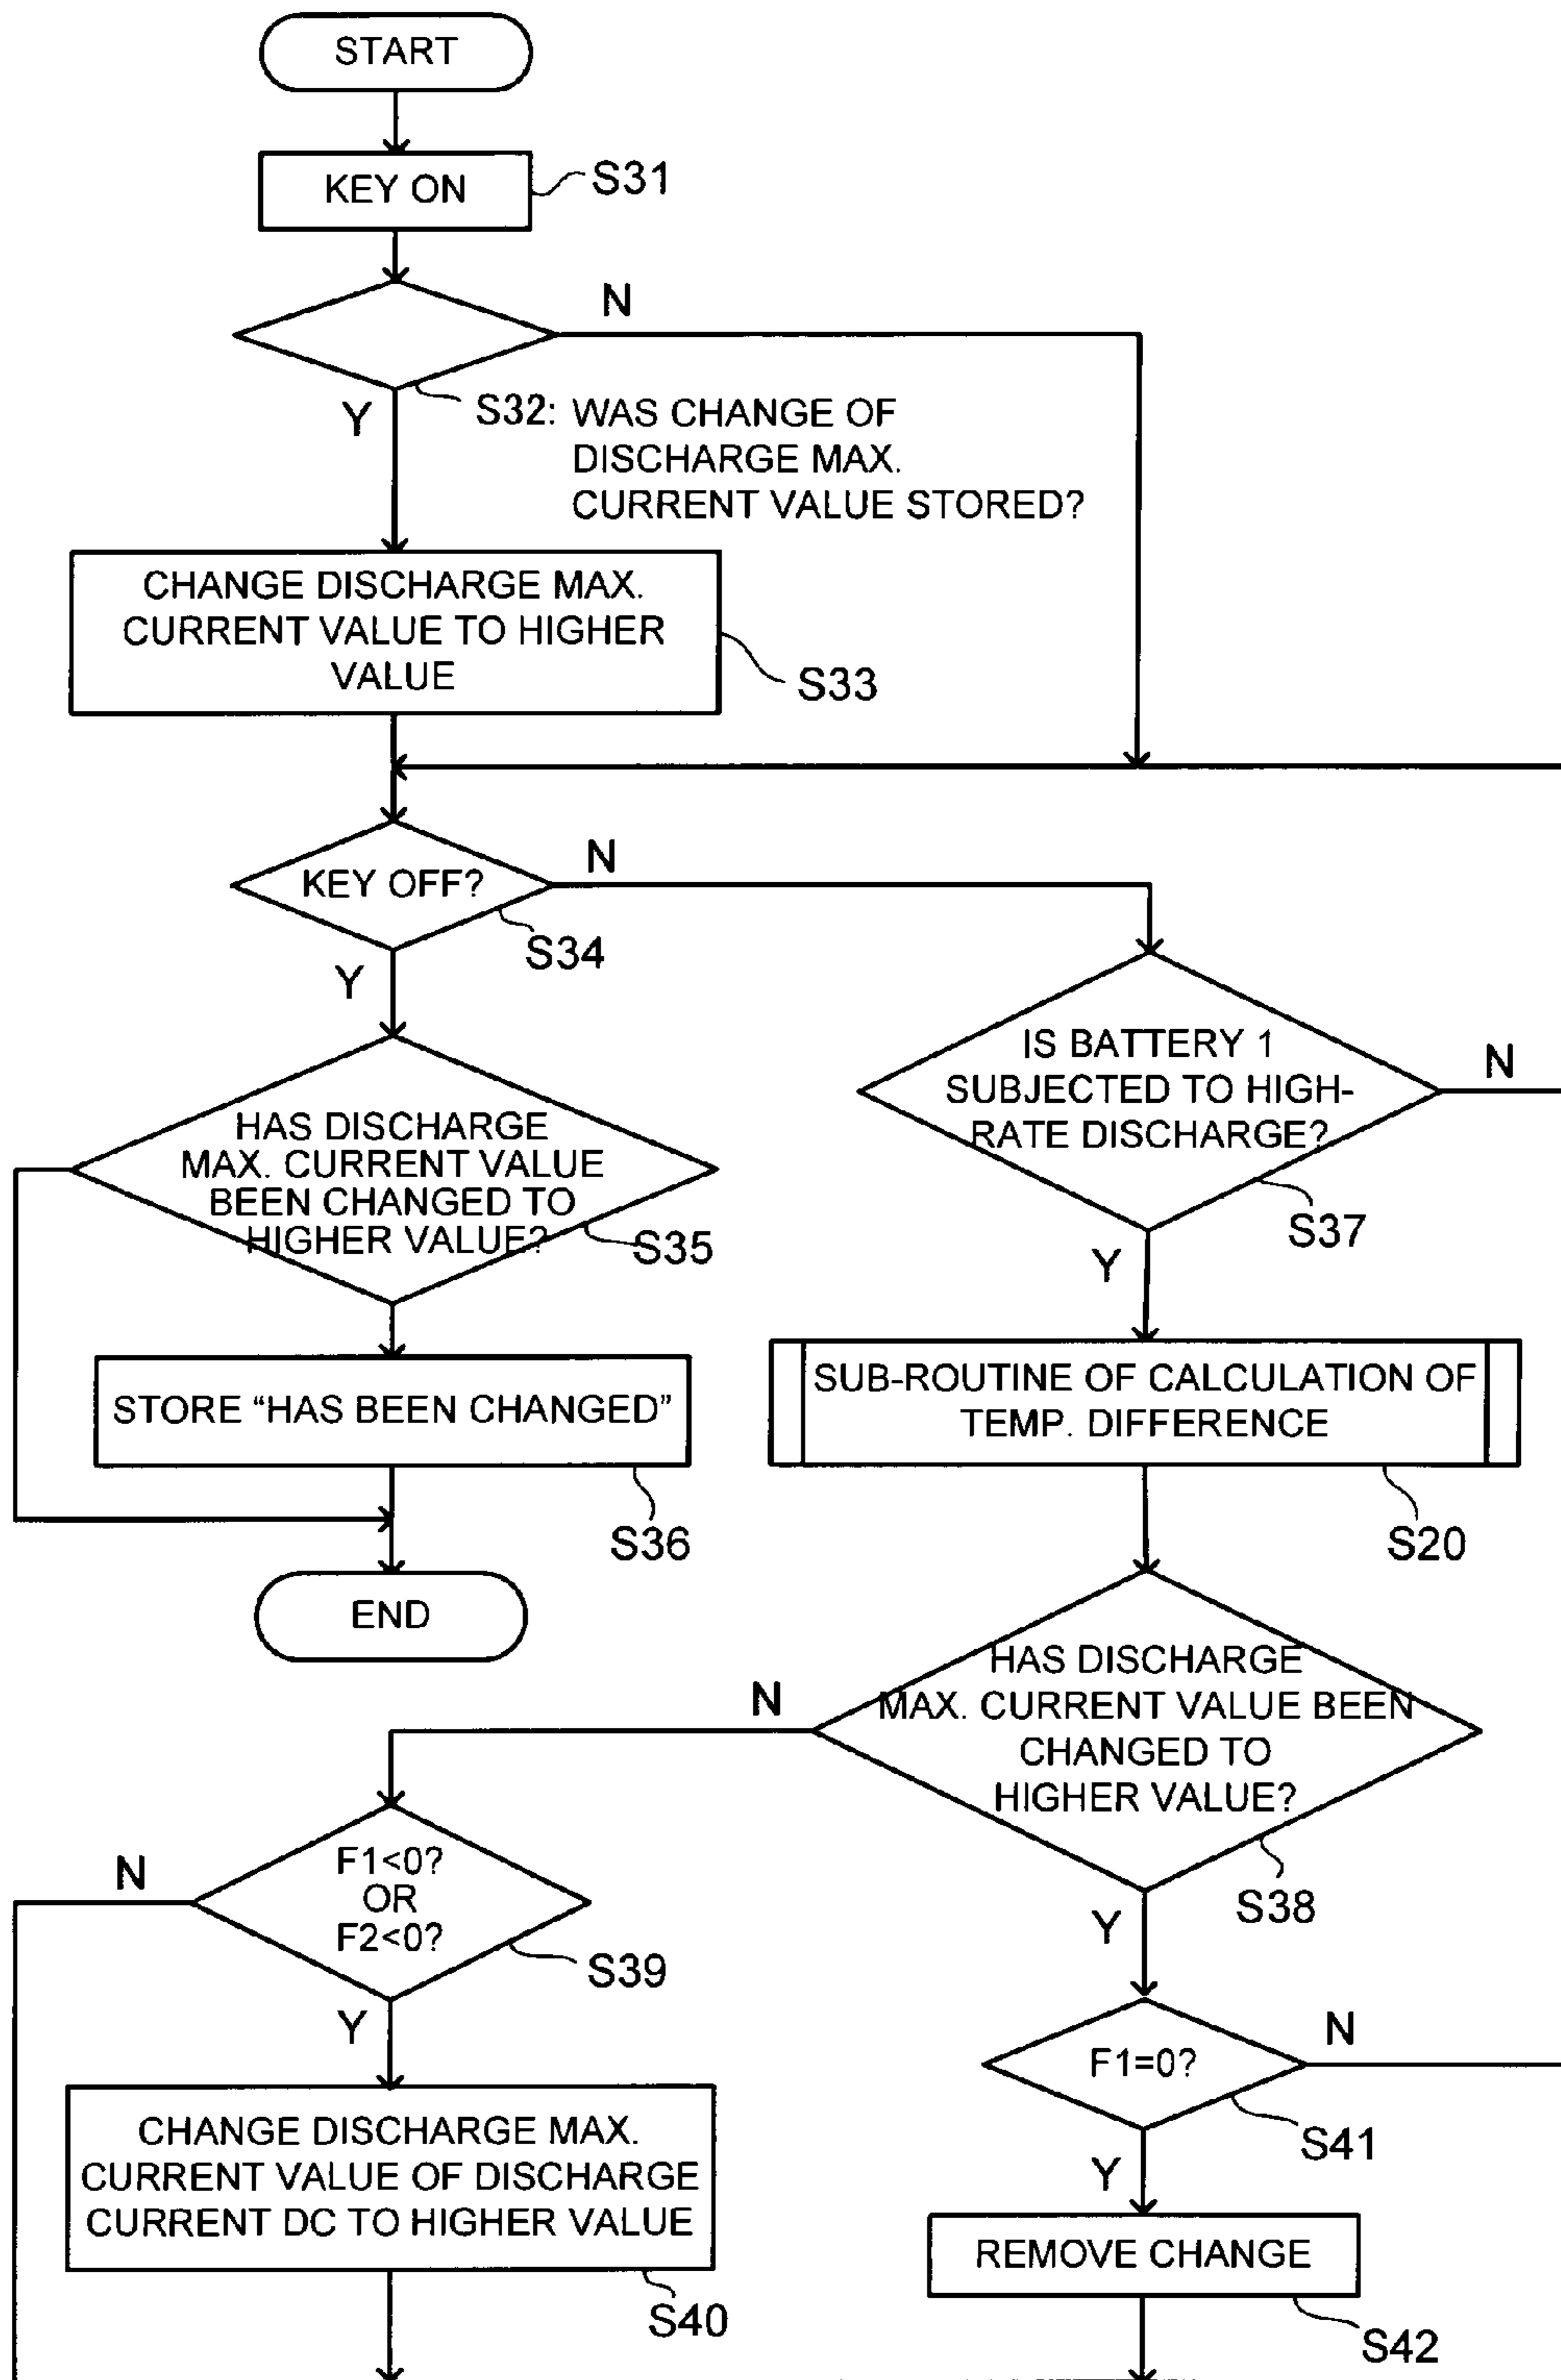 START
KEY ON
S31
N
Y
S32: WAS CHANGE OF
DISCHARGE MAX.
CURRENT VALUE STORED?
CHANGE DISCHARGE MAX.
CURRENT VALUE TO HIGHER
VALUE
S33
KEY OFF?
N
S34
Y
IS BATTERY 1
SUBJECTED TO HIGH-
RATE DISCHARGE?
N
S37
Y
HAS DISCHARGE
MAX. CURRENT VALUE
BEEN CHANGED TO
HIGHER VALUE?
S35
STORE “HAS BEEN CHANGED”
S36
END
SUB-ROUTINE OF CALCULATION OF
TEMP. DIFFERENCE
S20
HAS DISCHARGE
MAX. CURRENT VALUE BEEN
CHANGED TO
HIGHER VALUE?
N
S38
Y
F1<0?
OR
F2<0?
N
S39
Y
CHANGE DISCHARGE MAX.
CURRENT VALUE OF DISCHARGE
CURRENT DC TO HIGHER VALUE
S40
F1=0?
N
S41
Y
REMOVE CHANGE
S42